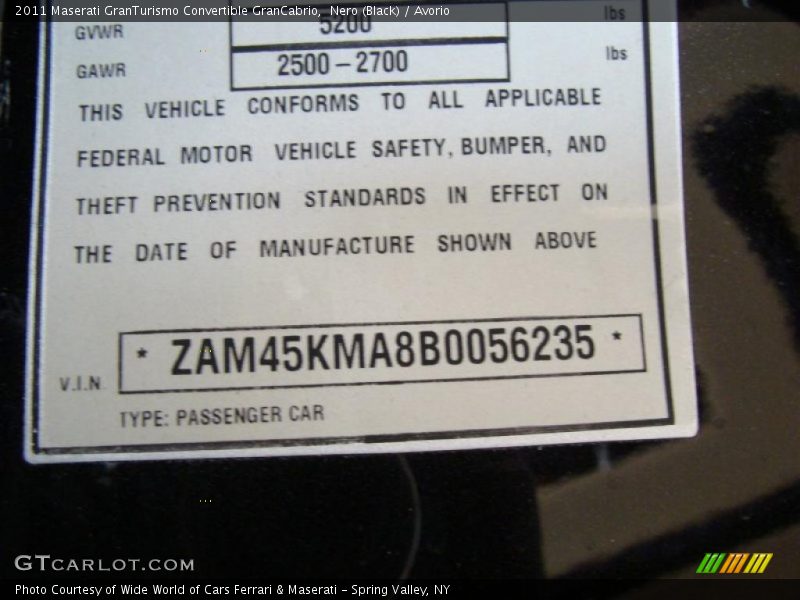 2011 Maserati GranTurismo Convertible GranCabrio, Nero (Black) / Avorio
GVWR 5200 lbs
GAWR 2500 – 2700 lbs
THIS VEHICLE CONFORMS TO ALL APPLICABLE
FEDERAL MOTOR VEHICLE SAFETY, BUMPER, AND
THEFT PREVENTION STANDARDS IN EFFECT ON
THE DATE OF MANUFACTURE SHOWN ABOVE
V.I.N * ZAM45KMA8B0056235 *
TYPE: PASSENGER CAR
GTCARLOT.COM
Photo Courtesy of Wide World of Cars Ferrari & Maserati – Spring Valley, NY